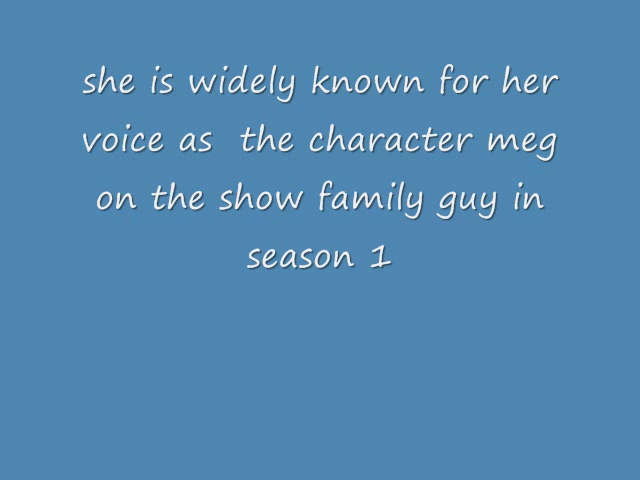 she is widely known for her
voice as  the character meg
on the show family guy in
season 1